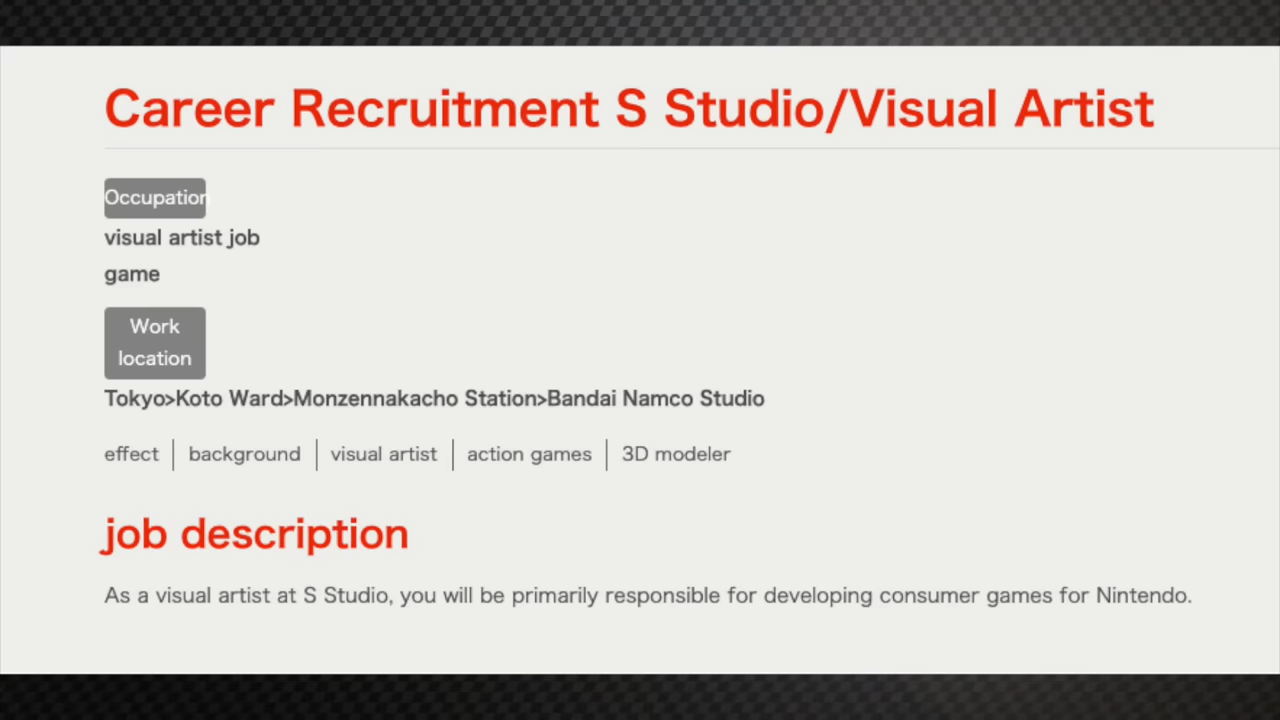 Career Recruitment S Studio/Visual Artist
Occupation
visual artist job
game
Work
location
Tokyo>Koto Ward>Monzennakacho Station>Bandai Namco Studio
effect | background | visual artist | action games | 3D modeler
job description
As a visual artist at S Studio, you will be primarily responsible for developing consumer games for Nintendo.